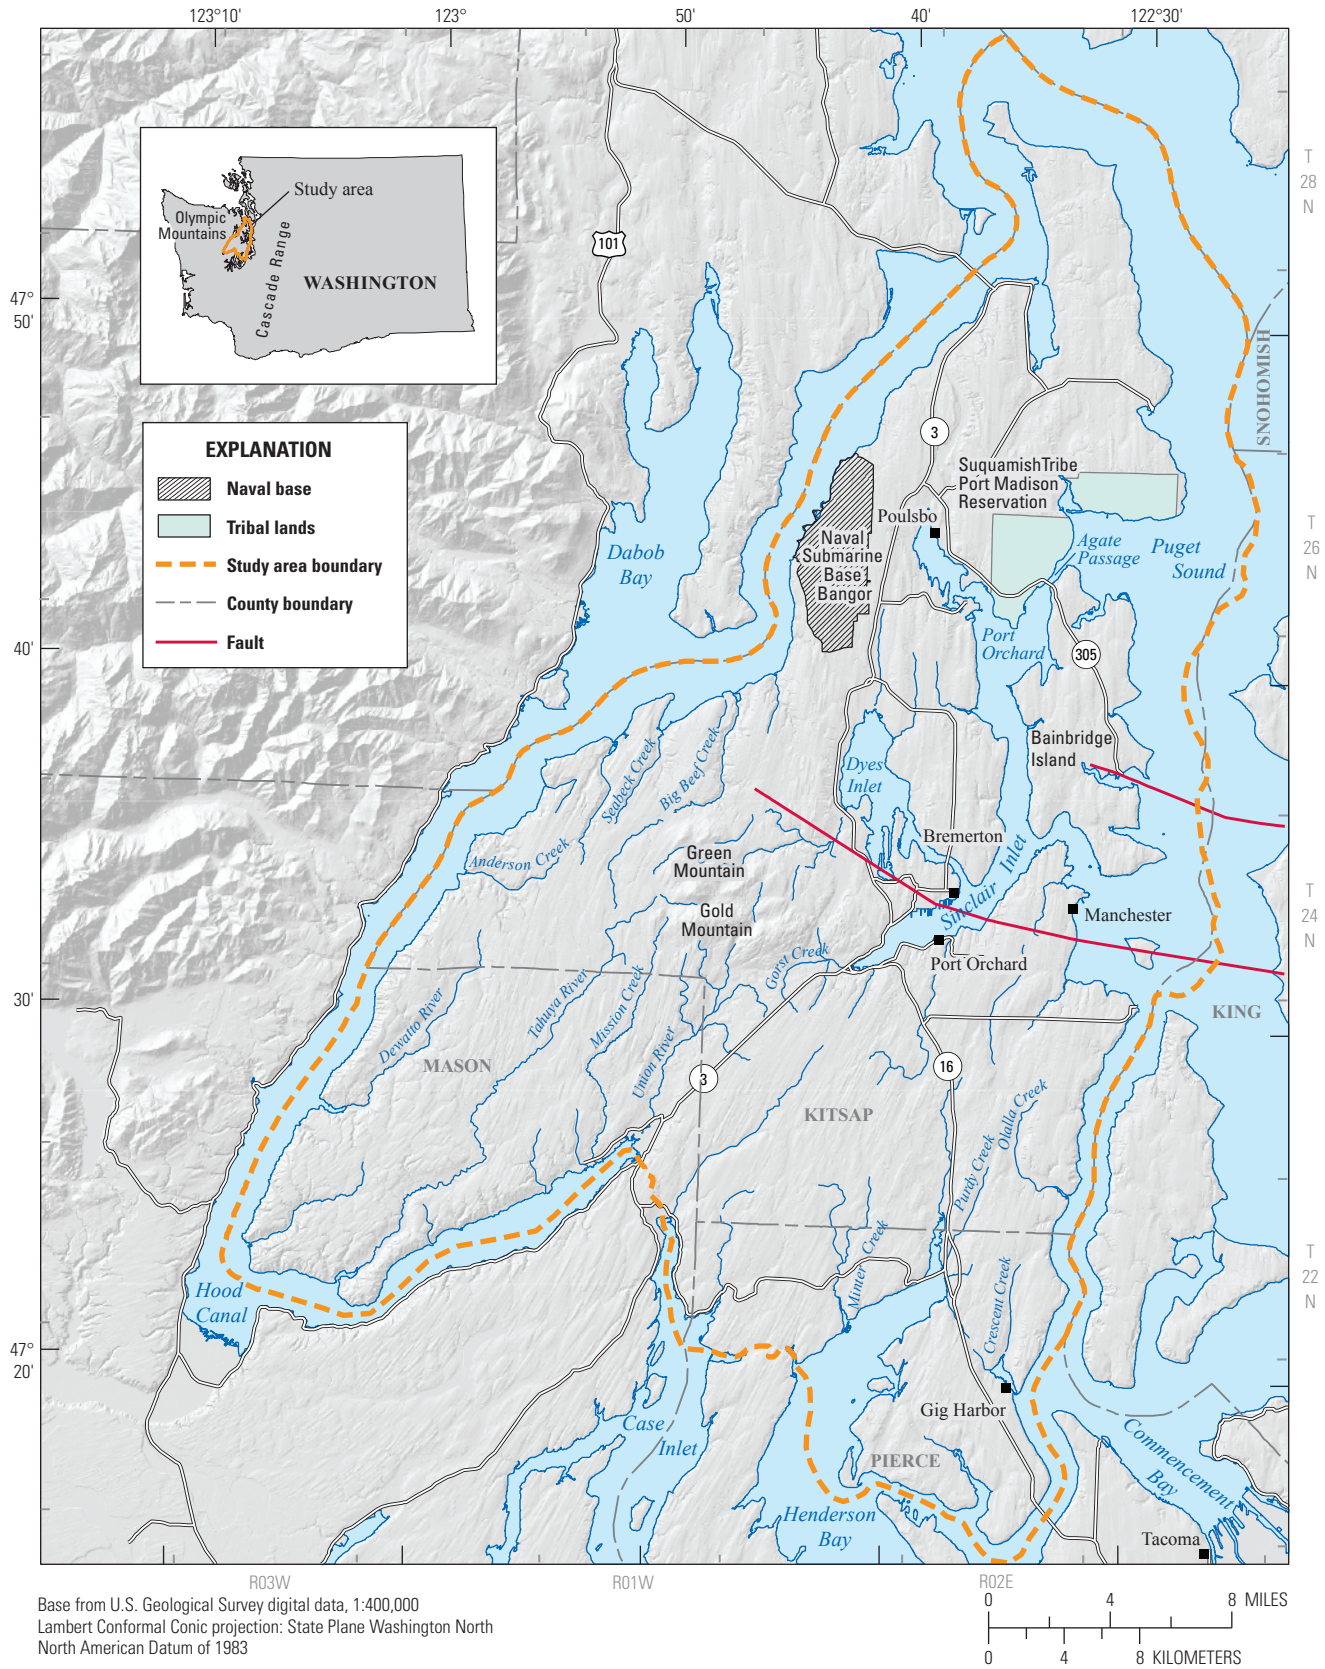 123°10'
123°
50'
40'
122°30'
T
28
N
Study area
Olympic
Mountains
Cascade Range
WASHINGTON
101
47°
50'
SNOHOMISH
EXPLANATION
Naval base
Tribal lands
Study area boundary
County boundary
Fault
3
SuquamishTribe
Port Madison
Reservation
Poulsbo
Naval
Submarine
Base
Bangor
Dabob
Bay
Agate
Passage
Puget
Sound
T
26
N
40'
Port
Orchard
305
Bainbridge
Island
Dyes
Inlet
Seabeck Creek
Big Beef Creek
Anderson Creek
Bremerton
Green
Mountain
Gold
Mountain
Sinclair Inlet
Manchester
T
24
N
Port Orchard
Gorst Creek
30'
KING
Dewatto River
Tahuya River
Mission Creek
Union River
MASON
3
16
KITSAP
Olalla Creek
Purdy Creek
Minter Creek
Crescent Creek
T
22
N
Hood
Canal
47°
20'
Gig Harbor
Case
Inlet
PIERCE
Henderson
Bay
Commencement
Bay
Tacoma
R03W
R01W
R02E
Base from U.S. Geological Survey digital data, 1:400,000
Lambert Conformal Conic projection: State Plane Washington North
North American Datum of 1983
0 4 8 MILES
0 4 8 KILOMETERS